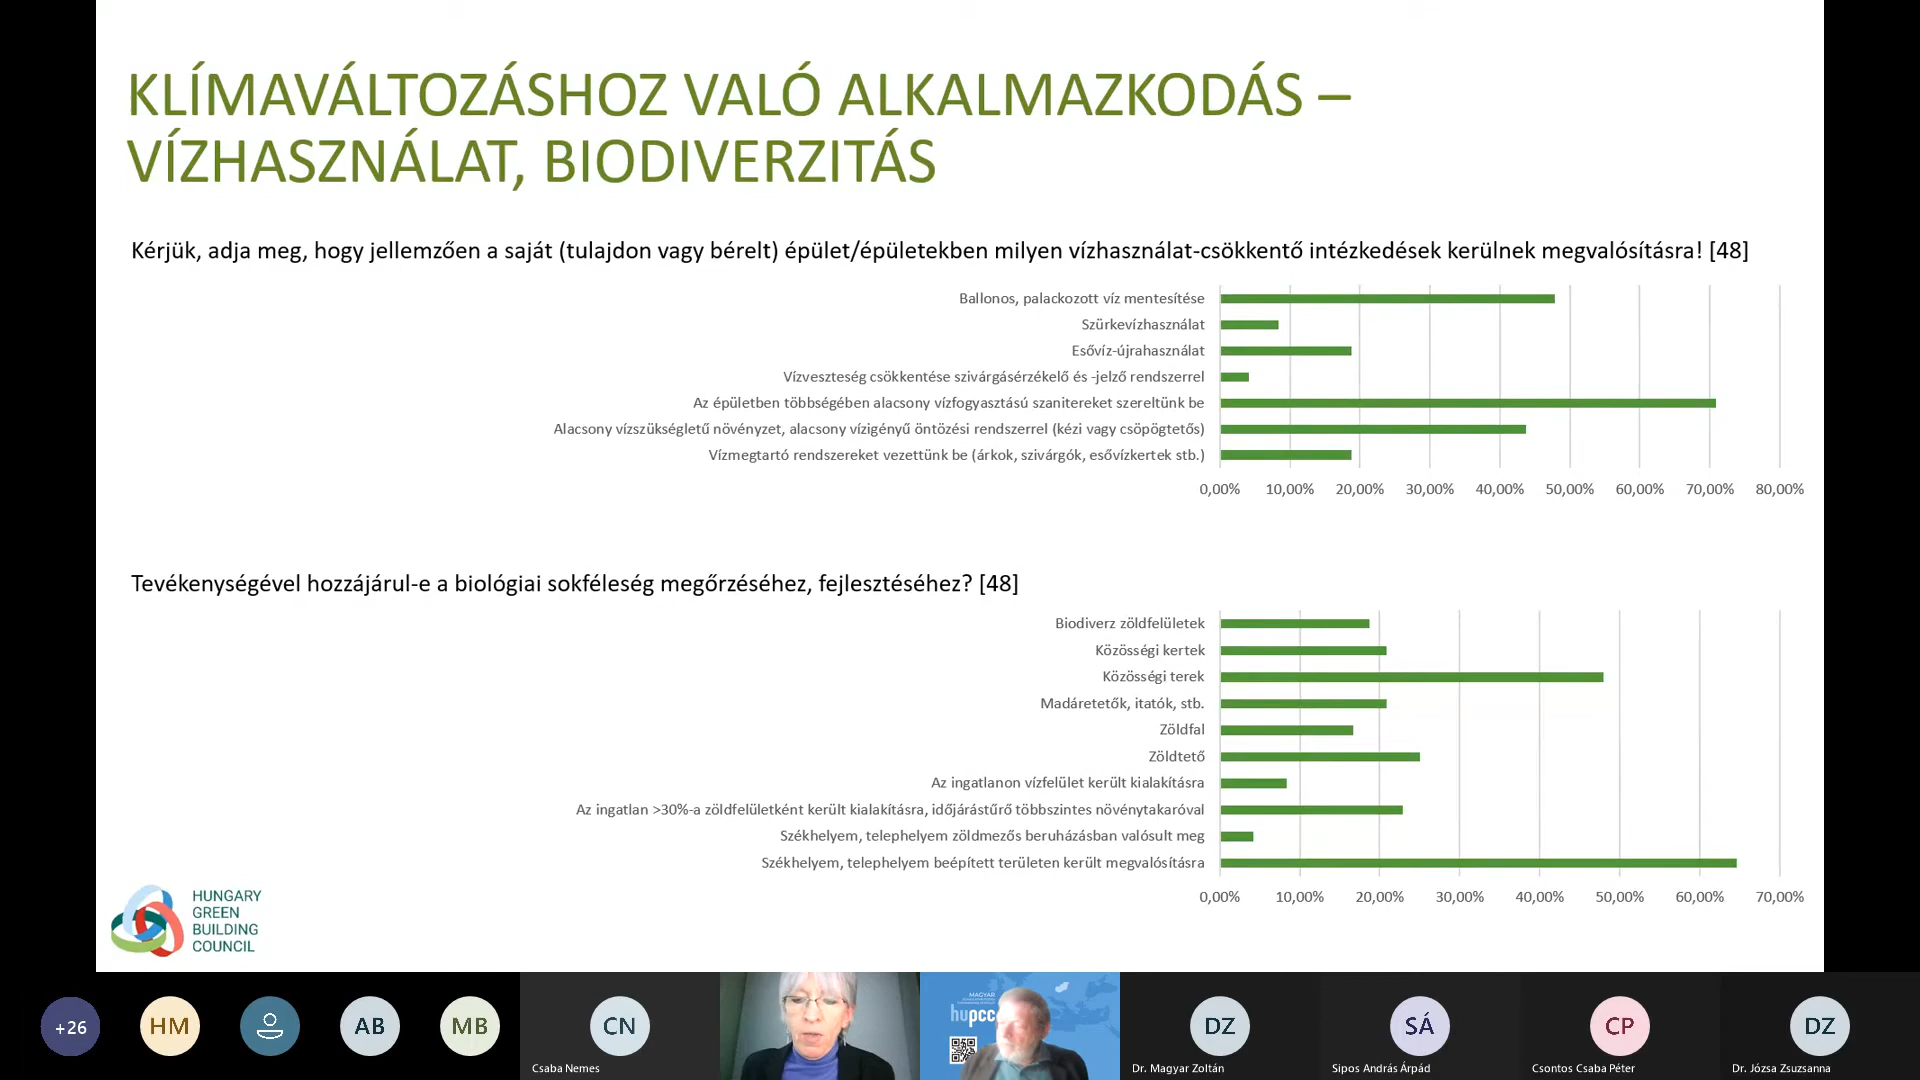 KLÍMAVÁLTOZÁSHOZ VALÓ ALKALMAZKODÁS –
VÍZHASZNÁLAT, BIODIVERZITÁS
Kérjük, adja meg, hogy jellemzően a saját (tulajdon vagy bérelt) épület/épületekben milyen vízhasználat-csökkentő intézkedések kerülnek megvalósításra! [48]
Ballonos, palackozott víz mentesítése
Szürkevízhasználat
Esővíz-újrahasználat
Vízveszteség csökkentése szivárgásérzékelő és -jelző rendszerrel
Az épületben többségében alacsony vízfogyasztású szanitereket szereltünk be
Alacsony vízszükségletű növényzet, alacsony vízigényű öntözési rendszerrel (kézi vagy csöpögtetős)
Vízmegtartó rendszereket vezettünk be (árkok, szivárgók, esővízkertek stb.)
0,00% 10,00% 20,00% 30,00% 40,00% 50,00% 60,00% 70,00% 80,00%
Tevékenységével hozzájárul-e a biológiai sokféleség megőrzéséhez, fejlesztéséhez? [48]
Biodiverz zöldfelületek
Közösségi kertek
Közösségi terek
Madáretetők, itatók, stb.
Zöldfal
Zöldtető
Az ingatlanon vízfelület került kialakításra
Az ingatlan >30%-a zöldfelületként került kialakításra, időjárástűrő többszintes növénytakaróval
Székhelyem, telephelyem zöldmezős beruházásban valósult meg
Székhelyem, telephelyem beépített területen került megvalósításra
0,00% 10,00% 20,00% 30,00% 40,00% 50,00% 60,00% 70,00%
HUNGARY
GREEN
BUILDING
COUNCIL
+26
HM
AB
MB
CN
Csaba Nemes
MAGYAR
hupcc
DZ
Dr. Magyar Zoltán
SÁ
Sipos András Árpád
CP
Csontos Csaba Péter
DZ
Dr. Józsa Zsuzsanna